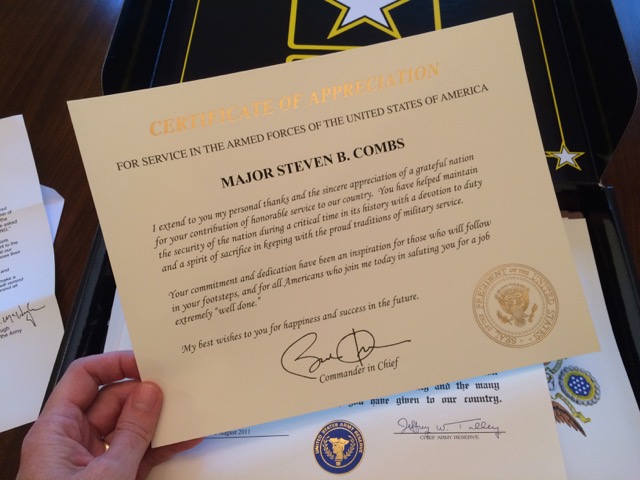 CERTIFICATE OF APPRECIATION
FOR SERVICE IN THE ARMED FORCES OF THE UNITED STATES OF AMERICA
MAJOR STEVEN B. COMBS
I extend to you my personal thanks and the sincere appreciation of a grateful nation
for your contribution of honorable service to our country. You have helped maintain
the security of the nation during a critical time in its history with a devotion to duty
and a spirit of sacrifice in keeping with the proud traditions of military service.
Your commitment and dedication have been an inspiration for those who will follow
in your footsteps, and for all Americans who join me today in saluting you for a job
extremely "well done."
My best wishes to you for happiness and success in the future.
Commander in Chief
SEAL OF THE PRESIDENT OF THE UNITED STATES
and the many
you have given to our country.
August 2011
UNITED STATES ARMY RESERVE
Jeffrey W. Talley
CHIEF ARMY RESERVE
the Army